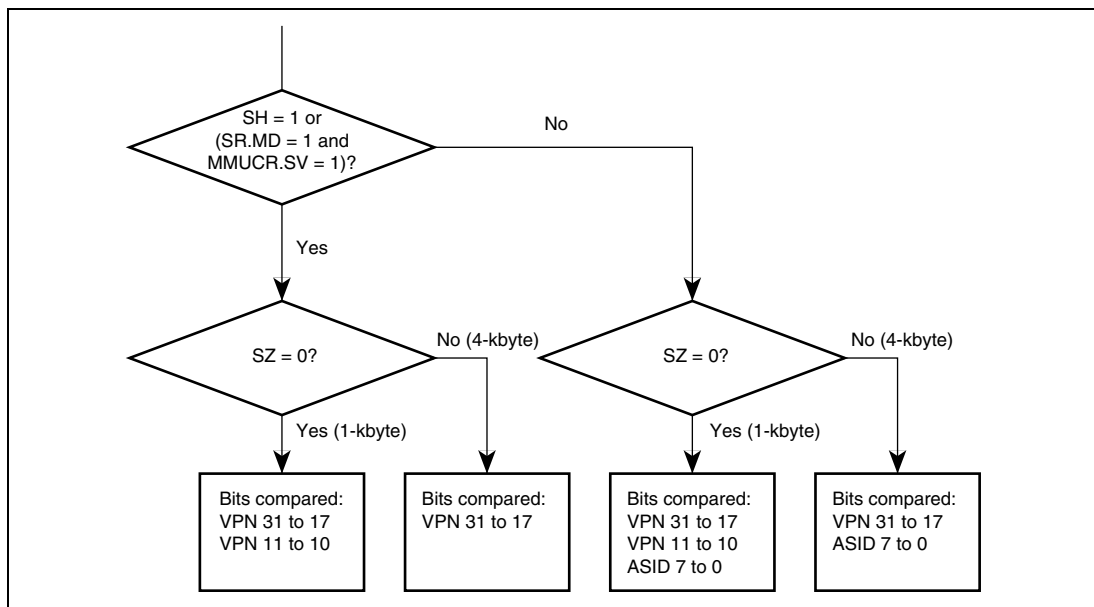 SH = 1 or
(SR.MD = 1 and
MMUCR.SV = 1)?
No
Yes
SZ = 0?
No (4-kbyte)
SZ = 0?
No (4-kbyte)
Yes (1-kbyte)
Yes (1-kbyte)
Bits compared:
VPN 31 to 17
VPN 11 to 10
Bits compared:
VPN 31 to 17
Bits compared:
VPN 31 to 17
VPN 11 to 10
ASID 7 to 0
Bits compared:
VPN 31 to 17
ASID 7 to 0